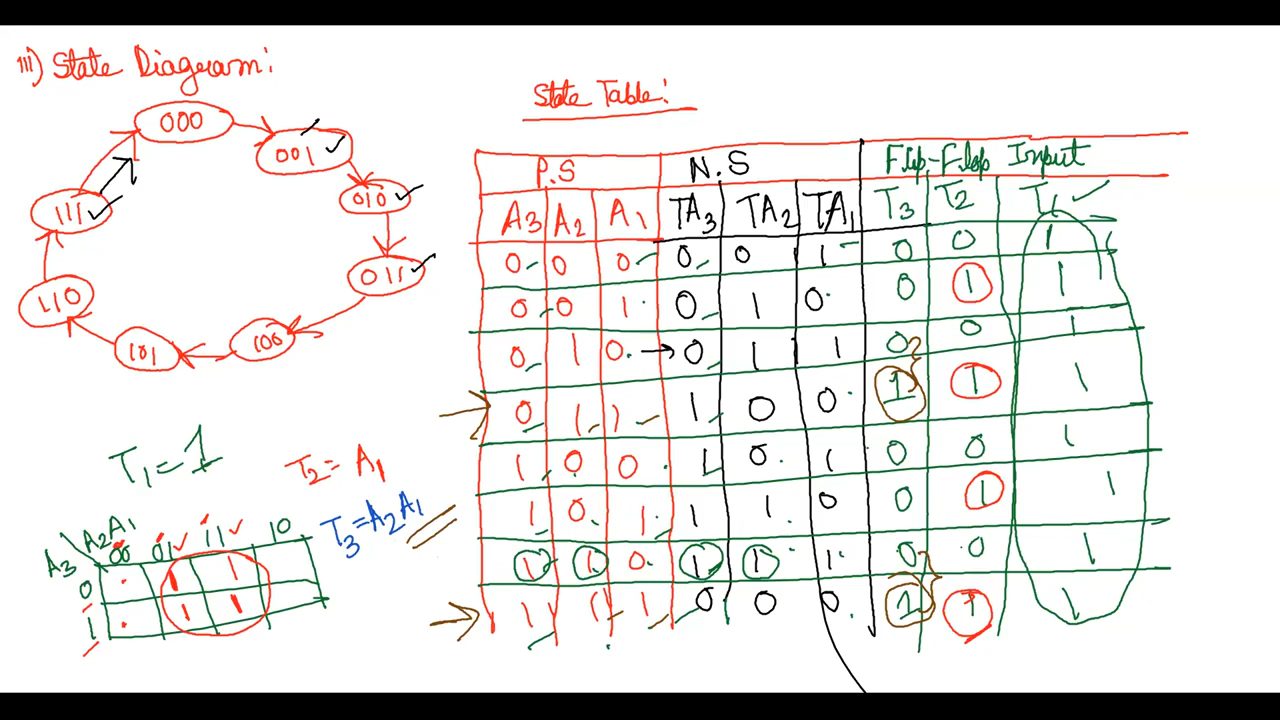 III) State Diagram:
000
001
010
011
100
101
110
111
State Table:
P.S N.S Flip-Flop Input
A3 A2 A1 TA3 TA2 TA1 T3 T2 T1
0 0 0 0 0 1 0 0 1
0 0 1 0 1 0 0 1 1
0 1 0 → 0 1 1 0 0 1
0 1 1 1 0 0 1 1 1
1 0 0 1 0 1 0 0 1
1 0 1 1 1 0 0 1 1
1 1 0 1 1 1 0 0 1
1 1 1 0 0 0 1 1 1
T1 = 1
T2 = A1
T3 = A2A1
A3 A2A1
00 01 11 10
0 1 1
1 1 1